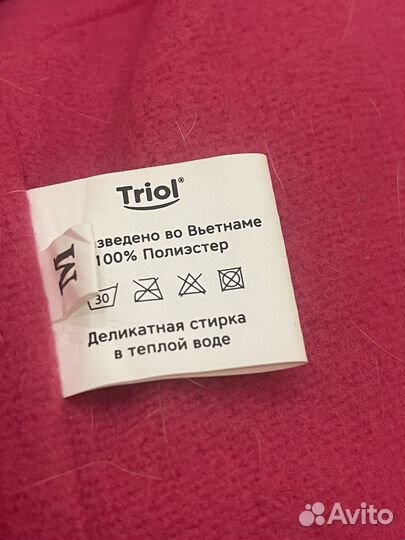 Triol®
зведено во Вьетнаме
100% Полиэстер
M
30
Деликатная стирка
в теплой воде
Avito